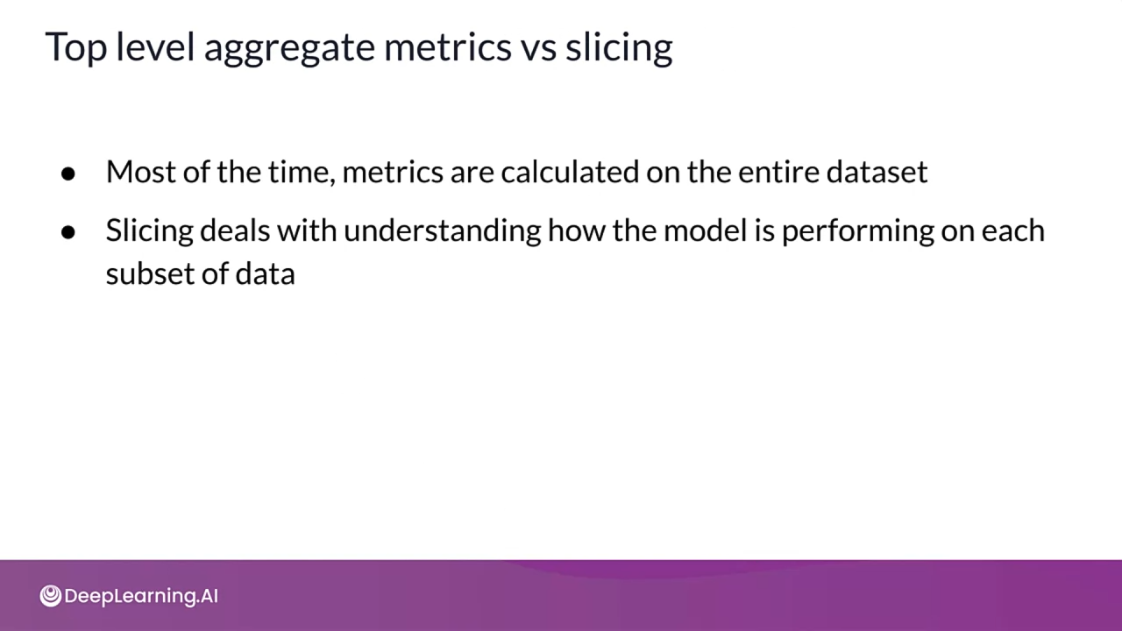 Top level aggregate metrics vs slicing
● Most of the time, metrics are calculated on the entire dataset
● Slicing deals with understanding how the model is performing on each
subset of data
DeepLearning.AI